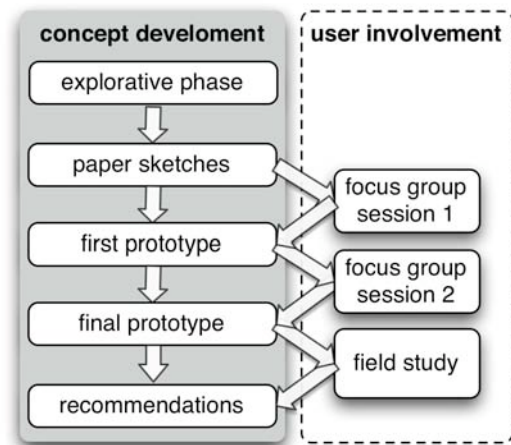 concept develoment
explorative phase
paper sketches
first prototype
final prototype
recommendations
user involvement
focus group
session 1
focus group
session 2
field study